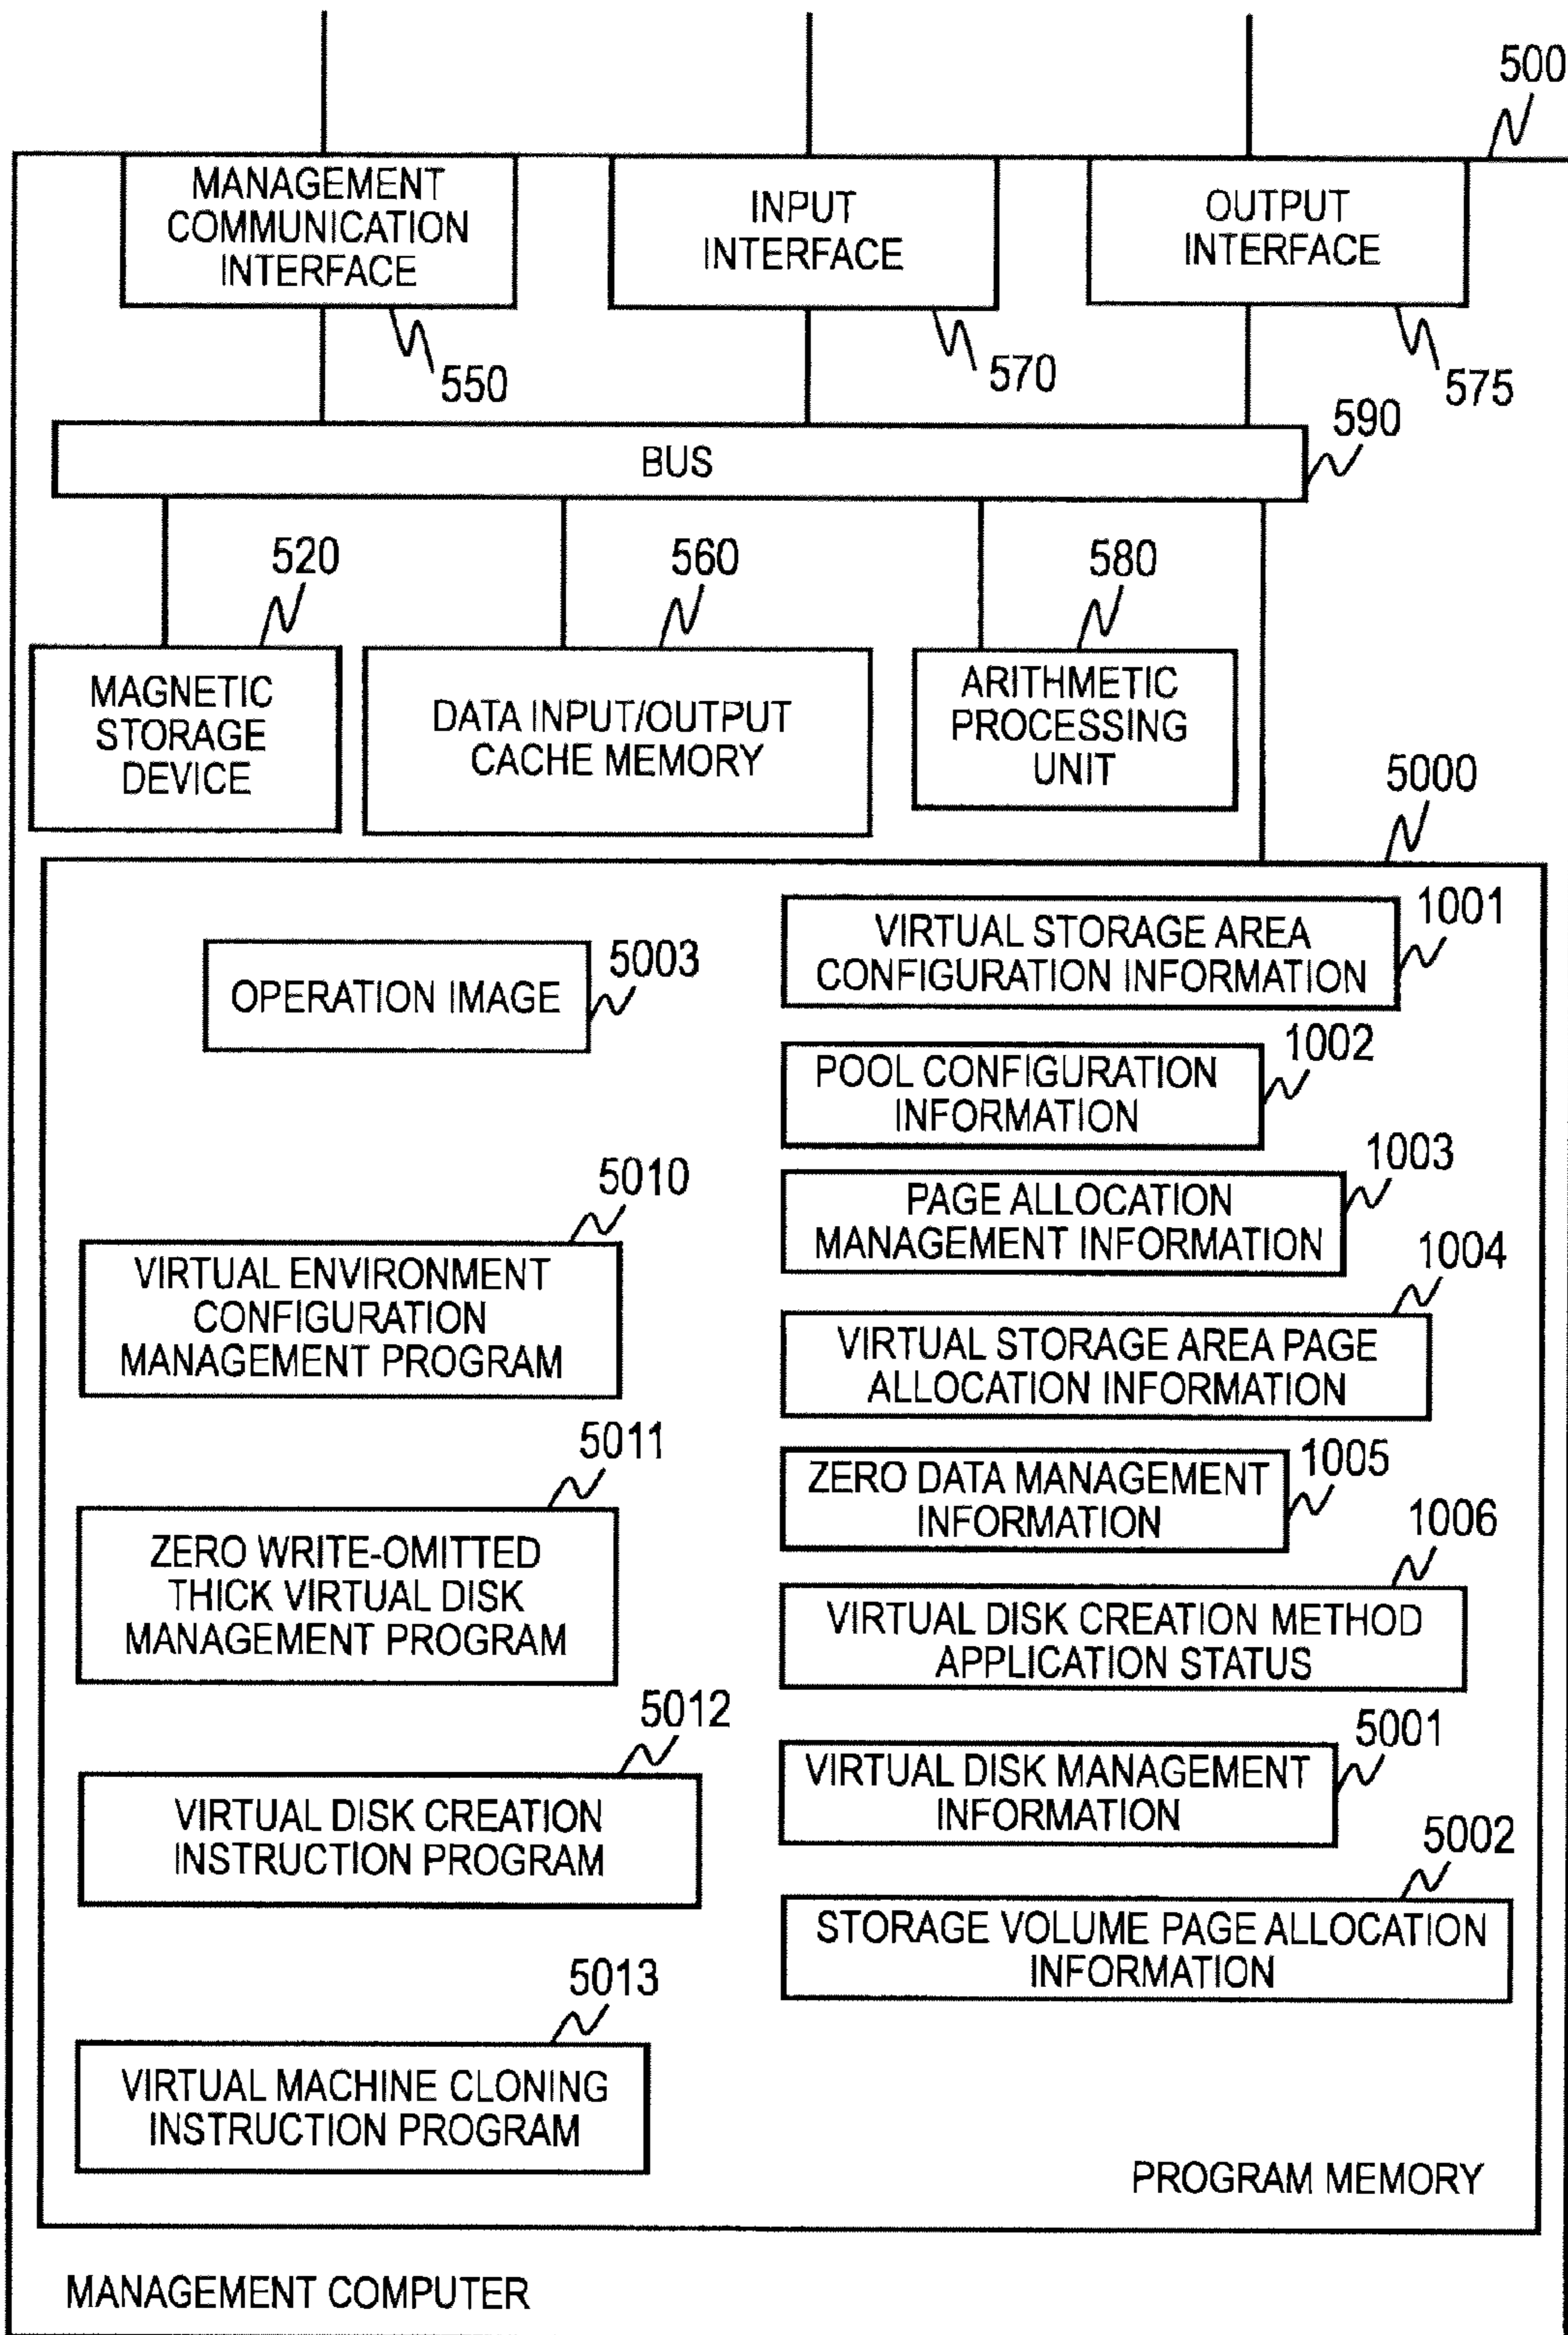 500
MANAGEMENT
COMMUNICATION
INTERFACE
INPUT
INTERFACE
OUTPUT
INTERFACE
550
570
575
590
BUS
520
560
580
MAGNETIC
STORAGE
DEVICE
DATA INPUT/OUTPUT
CACHE MEMORY
ARITHMETIC
PROCESSING
UNIT
5000
OPERATION IMAGE
5003
5010
VIRTUAL ENVIRONMENT
CONFIGURATION
MANAGEMENT PROGRAM
5011
ZERO WRITE-OMITTED
THICK VIRTUAL DISK
MANAGEMENT PROGRAM
5012
VIRTUAL DISK CREATION
INSTRUCTION PROGRAM
5013
VIRTUAL MACHINE CLONING
INSTRUCTION PROGRAM
1001
VIRTUAL STORAGE AREA
CONFIGURATION INFORMATION
1002
POOL CONFIGURATION
INFORMATION
1003
PAGE ALLOCATION
MANAGEMENT INFORMATION
1004
VIRTUAL STORAGE AREA PAGE
ALLOCATION INFORMATION
1005
ZERO DATA MANAGEMENT
INFORMATION
1006
VIRTUAL DISK CREATION METHOD
APPLICATION STATUS
5001
VIRTUAL DISK MANAGEMENT
INFORMATION
5002
STORAGE VOLUME PAGE ALLOCATION
INFORMATION
PROGRAM MEMORY
MANAGEMENT COMPUTER